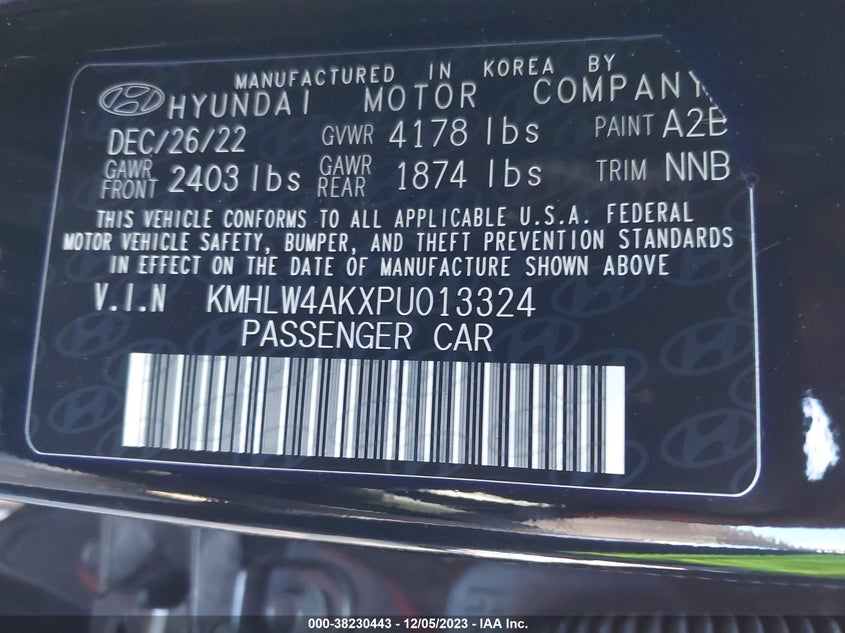 MANUFACTURED IN KOREA BY
HYUNDAI MOTOR COMPANY
DEC/26/22 GVWR 4178 lbs PAINT A2B
GAWR FRONT 2403 lbs GAWR REAR 1874 lbs TRIM NNB
THIS VEHICLE CONFORMS TO ALL APPLICABLE U.S.A. FEDERAL
MOTOR VEHICLE SAFETY, BUMPER, AND THEFT PREVENTION STANDARDS
IN EFFECT ON THE DATE OF MANUFACTURE SHOWN ABOVE
V.I.N KMHLW4AKXPU013324
PASSENGER CAR
000-38230443 - 12/05/2023 - IAA Inc.